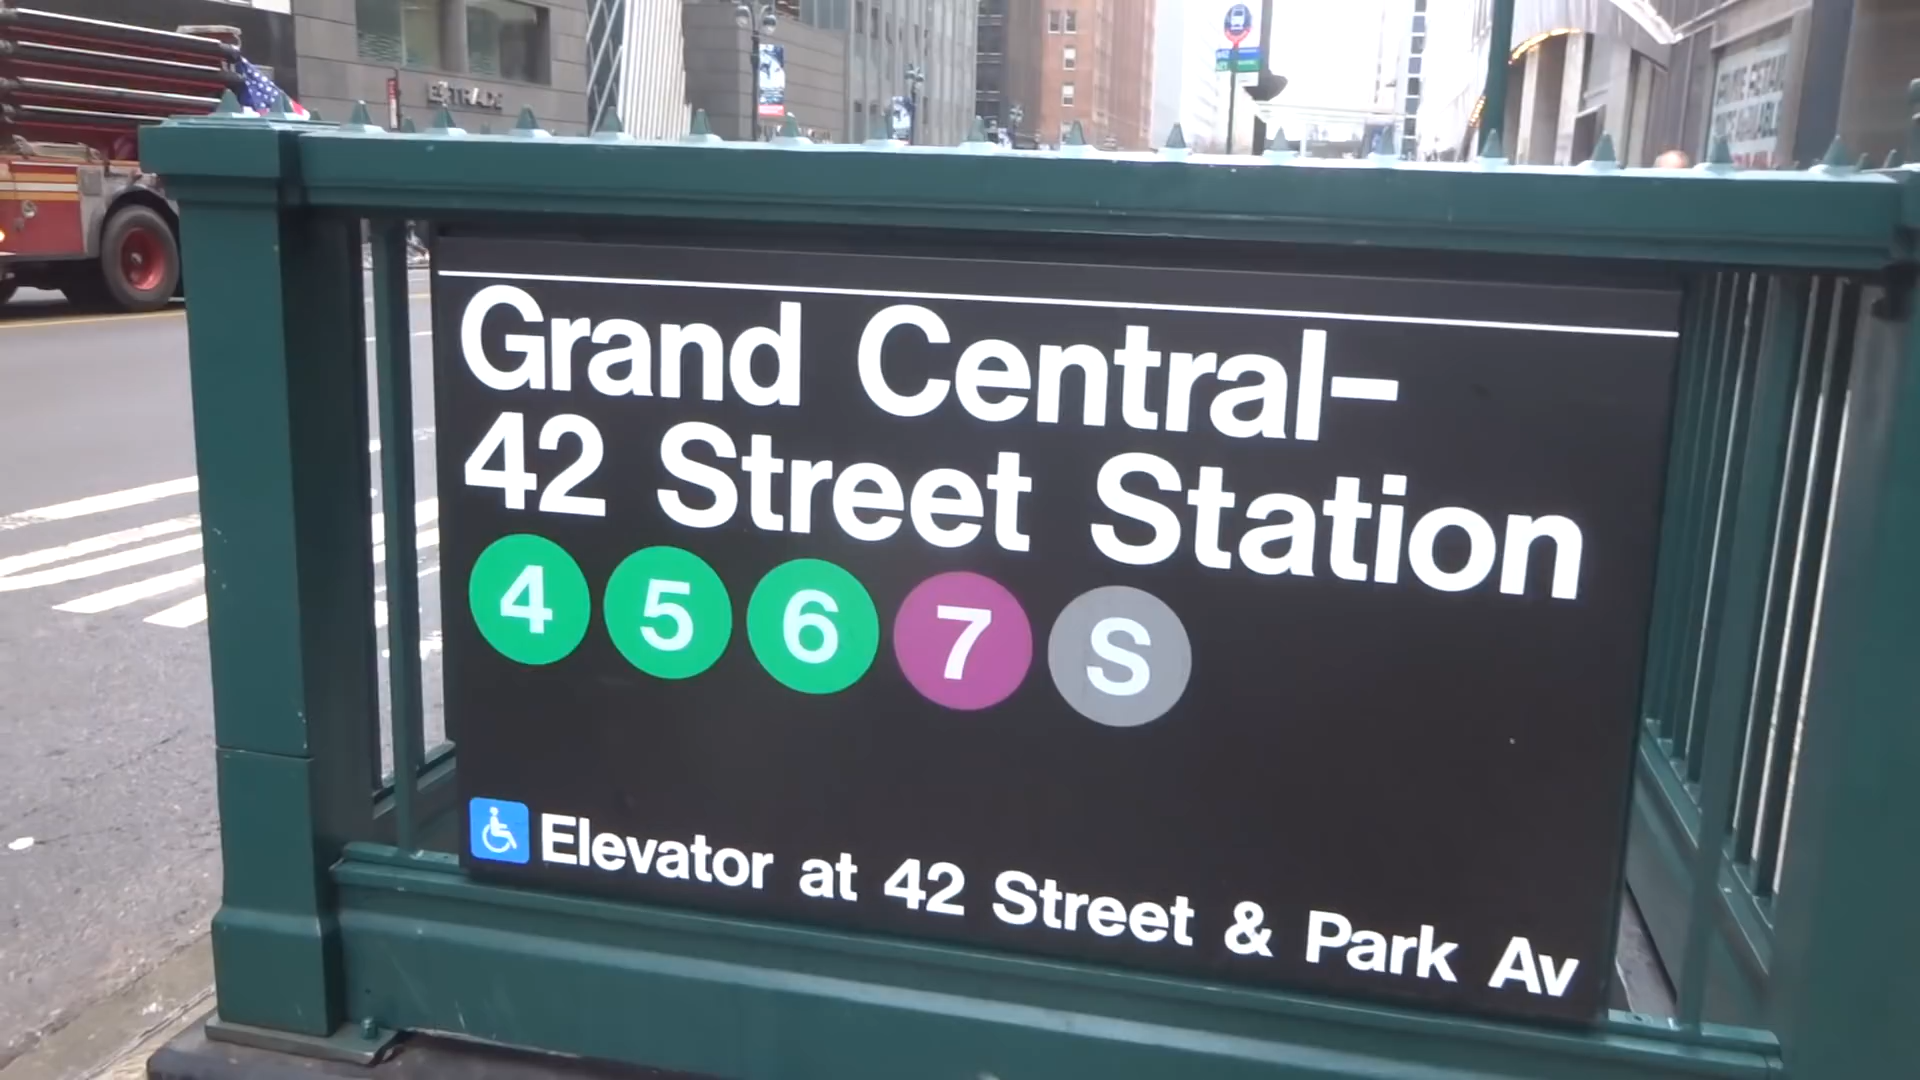 E*TRADE
Grand Central-
42 Street Station
4 5 6 7 S
Elevator at 42 Street & Park Av